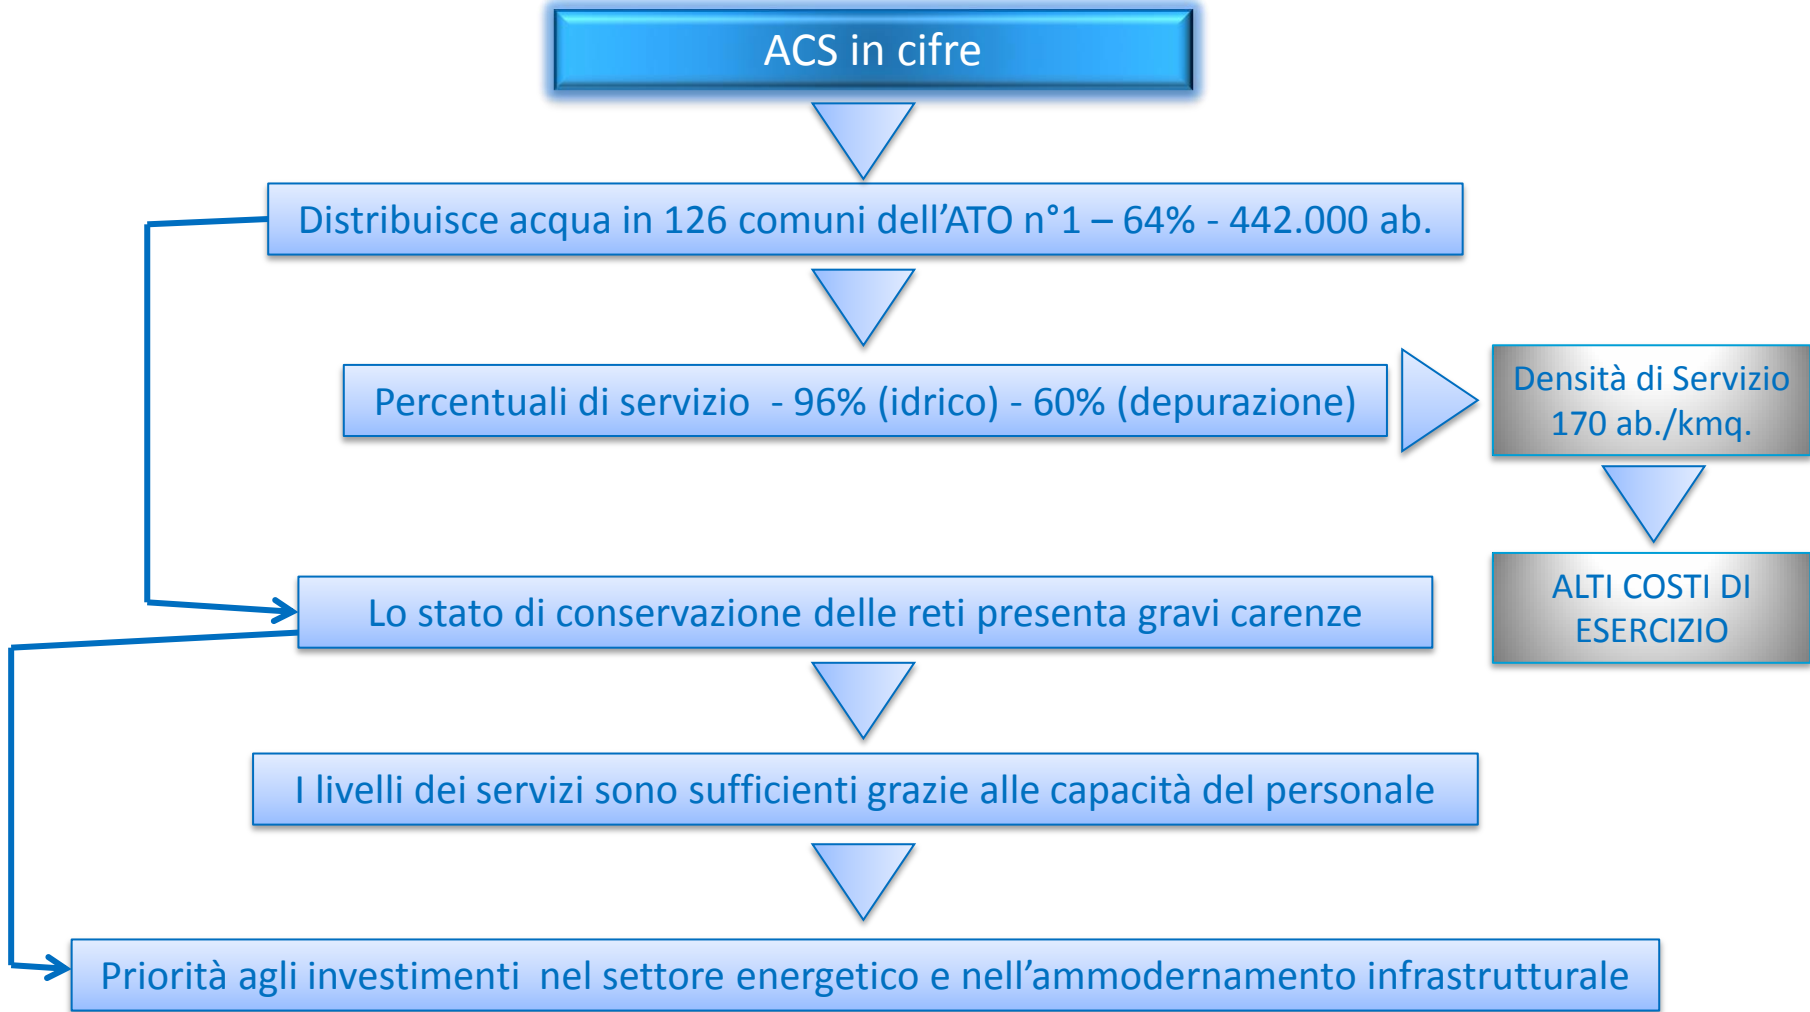 ACS in cifre
Distribuisce acqua in 126 comuni dell’ATO n°1 – 64% - 442.000 ab.
Percentuali di servizio  - 96% (idrico) - 60% (depurazione)
Densità di Servizio
170 ab./kmq.
ALTI COSTI DI
ESERCIZIO
Lo stato di conservazione delle reti presenta gravi carenze
I livelli dei servizi sono sufficienti grazie alle capacità del personale
Priorità agli investimenti  nel settore energetico e nell’ammodernamento infrastrutturale